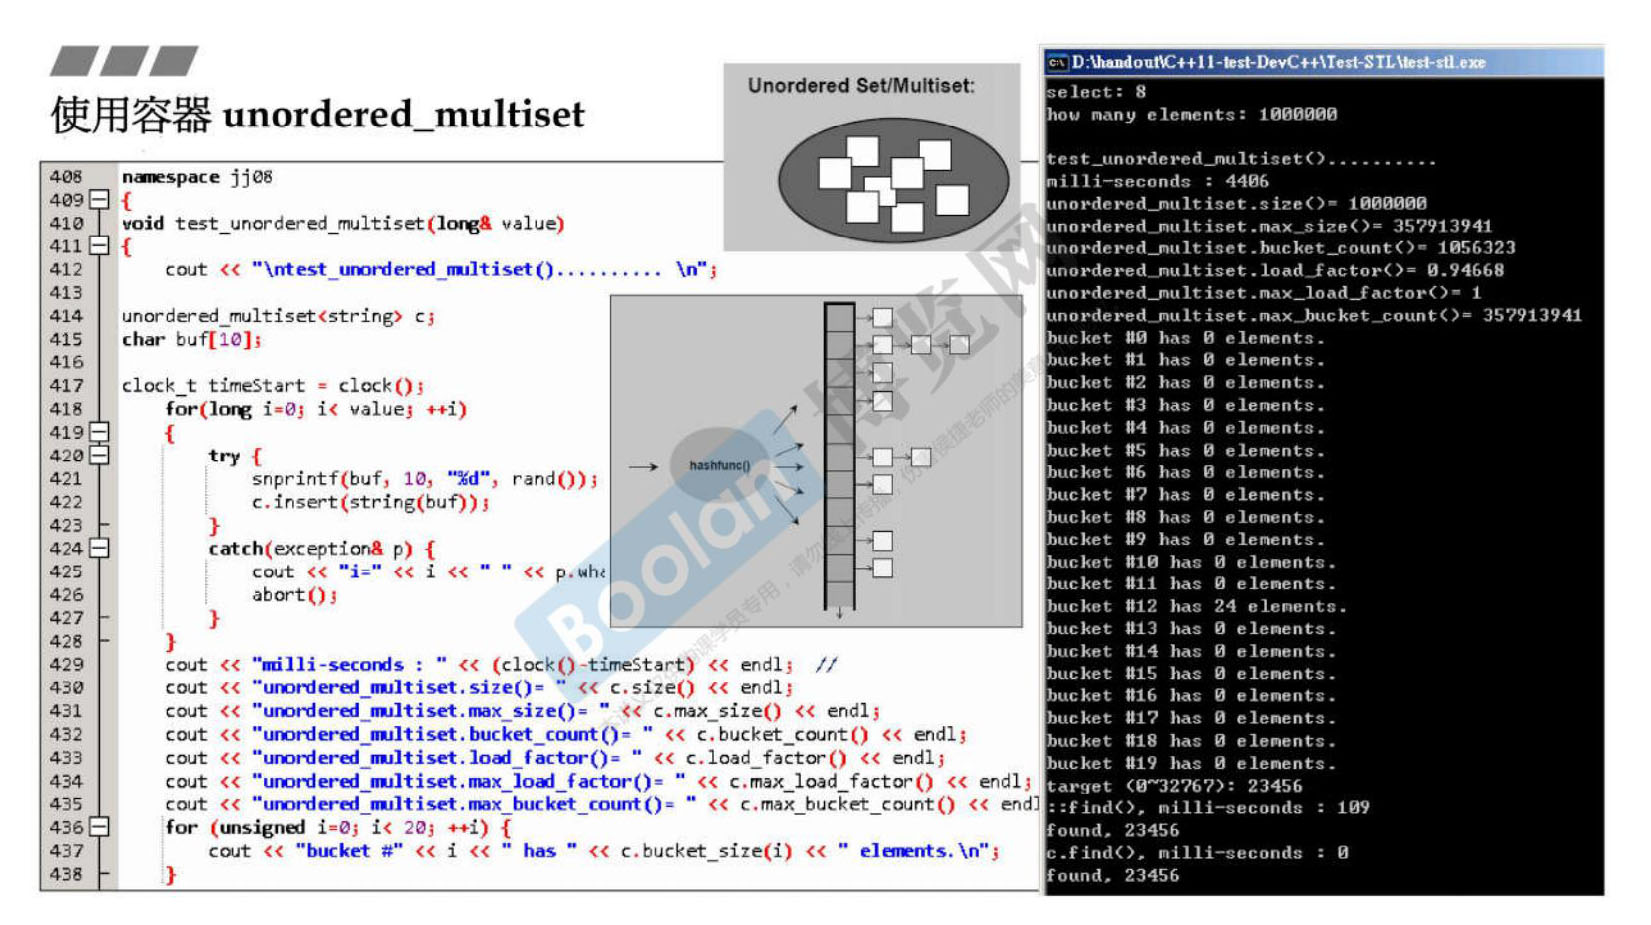 使用容器 unordered_multiset
408 namespace jj08
409 {
410 void test_unordered_multiset(long& value)
411 {
412 cout << "\ntest_unordered_multiset().......... \n";
413
414 unordered_multiset<string> c;
415 char buf[10];
416
417 clock_t timeStart = clock();
418 for(long i=0; i< value; ++i)
419 {
420 try {
421 snprintf(buf, 10, "%d", rand());
422 c.insert(string(buf));
423 }
424 catch(exception& p) {
425 cout << "i=" << i << " " << p.wha
426 abort();
427 }
428 }
429 cout << "milli-seconds : " << (clock()-timeStart) << endl; //
430 cout << "unordered_multiset.size()= " << c.size() << endl;
431 cout << "unordered_multiset.max_size()= " << c.max_size() << endl;
432 cout << "unordered_multiset.bucket_count()= " << c.bucket_count() << endl;
433 cout << "unordered_multiset.load_factor()= " << c.load_factor() << endl;
434 cout << "unordered_multiset.max_load_factor()= " << c.max_load_factor() << endl;
435 cout << "unordered_multiset.max_bucket_count()= " << c.max_bucket_count() << endl
436 for (unsigned i=0; i< 20; ++i) {
437 cout << "bucket #" << i << " has " << c.bucket_size(i) << " elements.\n";
438 }
Unordered Set/Multiset:
hashfunc()
Boolan
博览网
D:\handout\C++11-test-DevC++\Test-STL\test-stl.exe
select: 8
how many elements: 1000000
test_unordered_multiset()..........
milli-seconds : 4406
unordered_multiset.size()= 1000000
unordered_multiset.max_size()= 357913941
unordered_multiset.bucket_count()= 1056323
unordered_multiset.load_factor()= 0.94668
unordered_multiset.max_load_factor()= 1
unordered_multiset.max_bucket_count()= 357913941
bucket #0 has 0 elements.
bucket #1 has 0 elements.
bucket #2 has 0 elements.
bucket #3 has 0 elements.
bucket #4 has 0 elements.
bucket #5 has 0 elements.
bucket #6 has 0 elements.
bucket #7 has 0 elements.
bucket #8 has 0 elements.
bucket #9 has 0 elements.
bucket #10 has 0 elements.
bucket #11 has 0 elements.
bucket #12 has 24 elements.
bucket #13 has 0 elements.
bucket #14 has 0 elements.
bucket #15 has 0 elements.
bucket #16 has 0 elements.
bucket #17 has 0 elements.
bucket #18 has 0 elements.
bucket #19 has 0 elements.
target (0~32767): 23456
::find(), milli-seconds : 109
found, 23456
c.find(), milli-seconds : 0
found, 23456